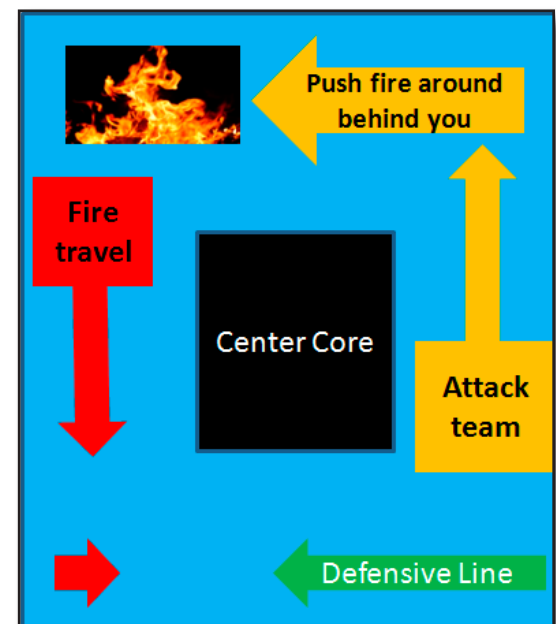 Push fire around
behind you
Fire
travel
Center Core
Attack
team
Defensive Line